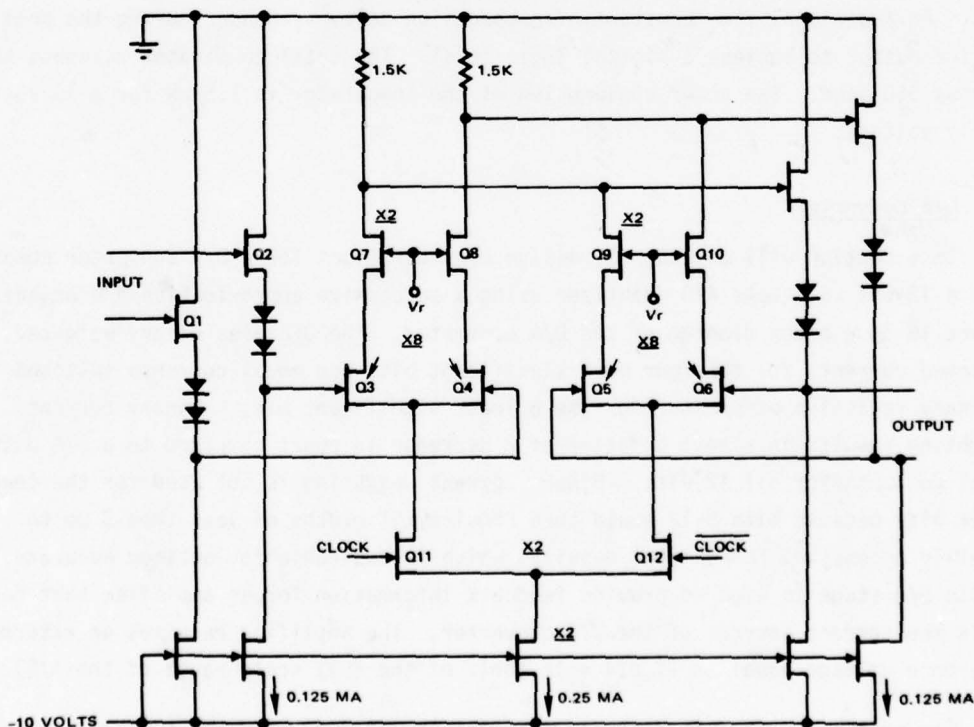 1.5K 1.5K
X2 X2
Q2 Q7 Q8 Q9 Q10
INPUT
Vr Vr
Q1
X8 X8
Q3 Q4 Q5 Q6
OUTPUT
CLOCK X2 CLOCK
Q11 Q12
X2
0.125 MA 0.25 MA 0.125 MA
-10 VOLTS